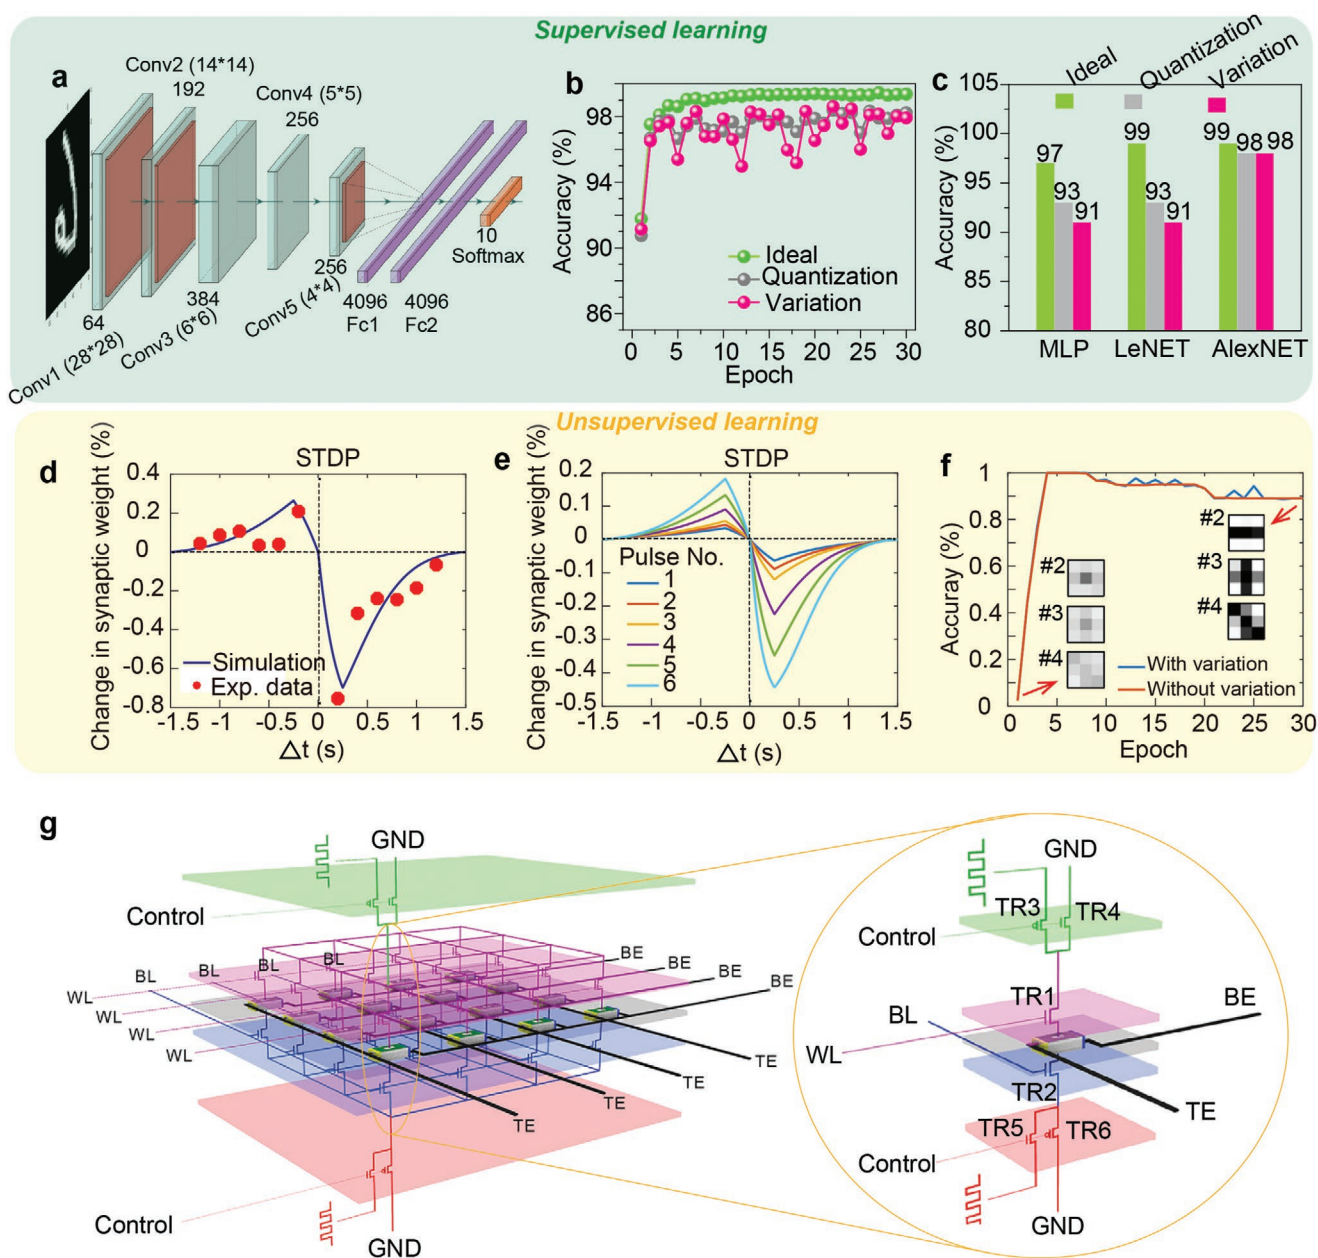 Supervised learning
a
Conv2 (14*14)
192
Conv4 (5*5)
256
64
Conv1 (28*28)
384
Conv3 (6*6)
256
Conv5 (4*4)
4096
Fc1
4096
Fc2
10
Softmax
b
Accuracy (%)
98
94
90
86
Ideal
Quantization
Variation
0 5 10 15 20 25 30
Epoch
c
Ideal
Quantization
Variation
Accuracy (%)
105
100
95
90
85
80
97
93
91
99
93
91
99
98
98
MLP LeNET AlexNET
Unsupervised learning
d
STDP
Change in synaptic weight (%)
0.4
0.2
0
-0.2
-0.4
-0.6
-0.8
Simulation
Exp. data
-1.5 -1 -0.5 0 0.5 1 1.5
Δt (s)
e
STDP
Change in synaptic weight (%)
0.2
0.1
0
-0.1
-0.2
-0.3
-0.4
-0.5
Pulse No.
1
2
3
4
5
6
-1.5 -1 -0.5 0 0.5 1 1.5
Δt (s)
f
Accuray (%)
1
0.8
0.6
0.4
0.2
0
#2
#3
#4
#2
#3
#4
With variation
Without variation
0 5 10 15 20 25 30
Epoch
g
GND
Control
BL
BL
BL
BL
WL
WL
WL
WL
BE
BE
BE
BE
TE
TE
TE
TE
Control
GND
GND
TR3
TR4
Control
TR1
BL
BE
WL
TR2
TE
TR5
TR6
Control
GND